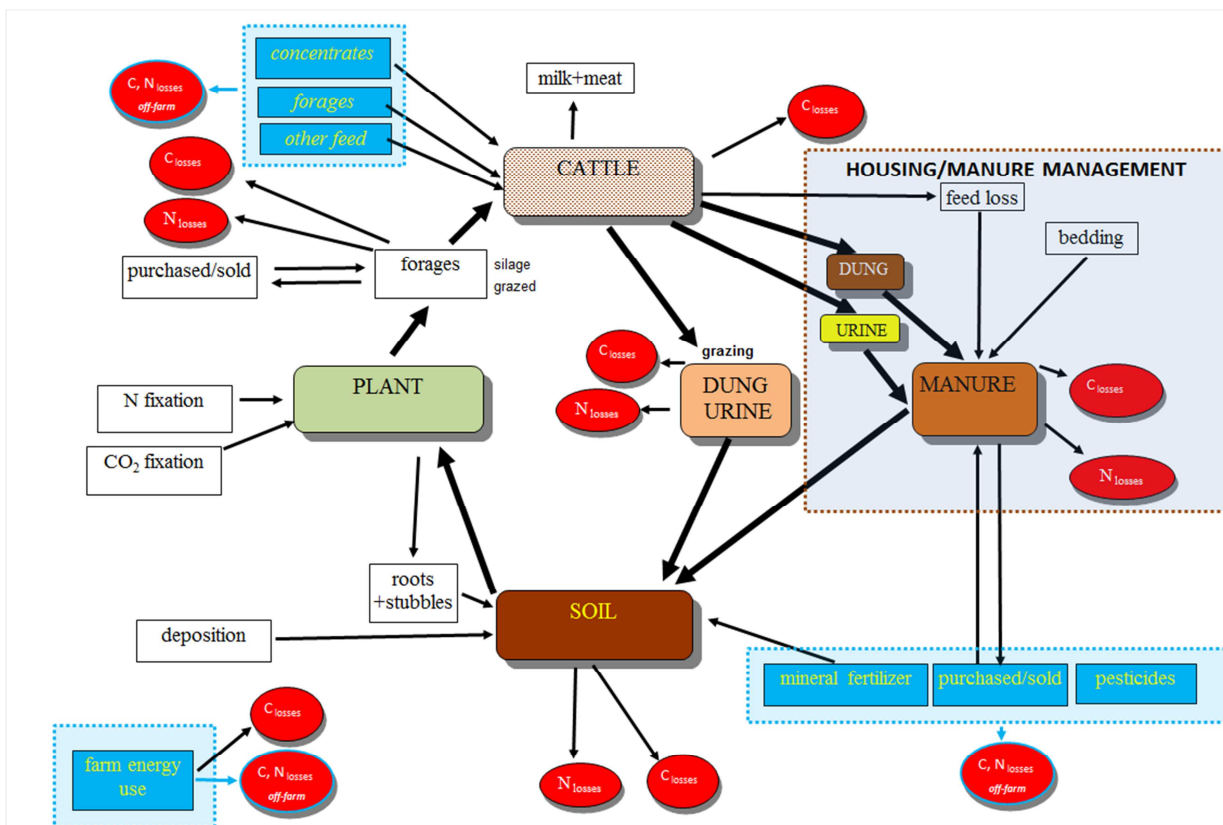 concentrates
forages
other feed
C, N losses
off-farm
milk+meat
C losses
C losses
N losses
CATTLE
HOUSING/MANURE MANAGEMENT
feed loss
bedding
purchased/sold
forages
silage
grazed
DUNG
URINE
PLANT
N fixation
CO₂ fixation
grazing
C losses
N losses
DUNG
URINE
MANURE
C losses
N losses
roots
+stubbles
SOIL
deposition
mineral fertilizer
purchased/sold
pesticides
C losses
farm energy
use
C, N losses
off-farm
N losses
C losses
C, N losses
off-farm